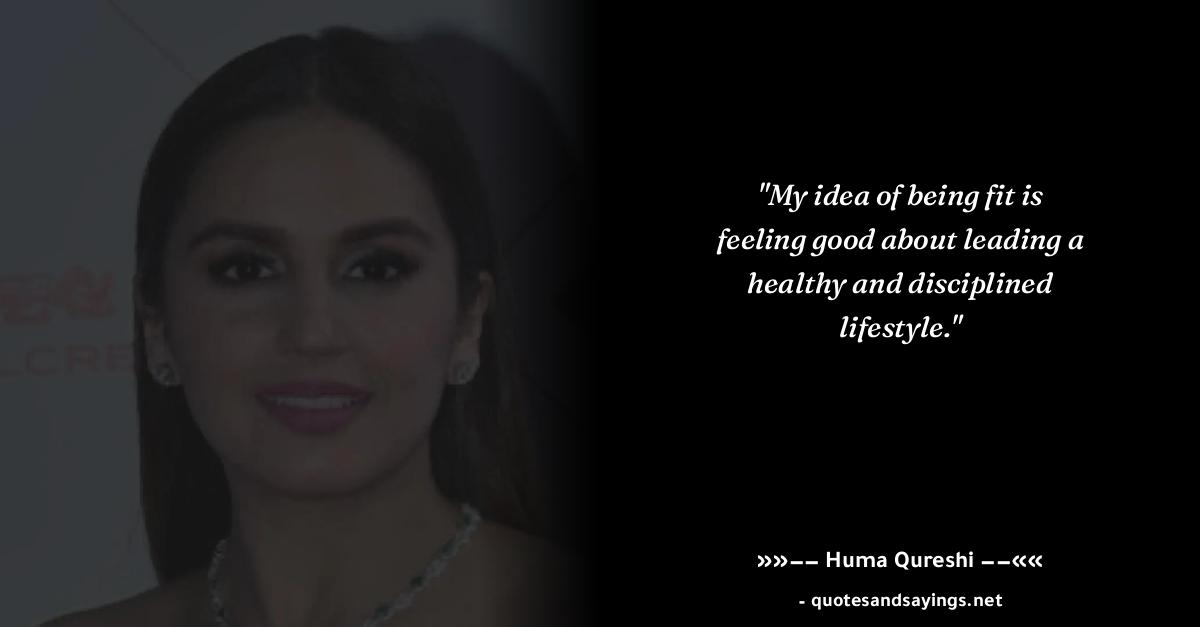 "My idea of being fit is
feeling good about leading a
healthy and disciplined
lifestyle."
»»−− Huma Qureshi −−««
- quotesandsayings.net